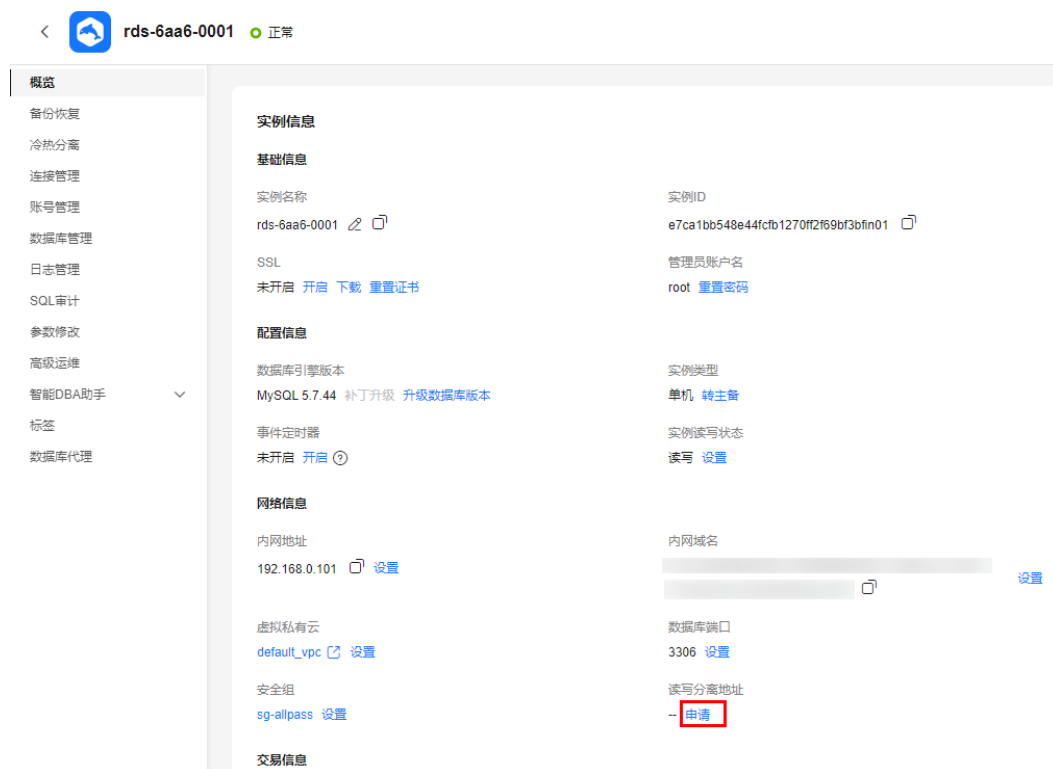 rds-6aa6-0001 正常
概览
备份恢复
冷热分离
连接管理
账号管理
数据库管理
日志管理
SQL审计
参数修改
高级运维
智能DBA助手
标签
数据库代理
实例信息
基础信息
实例名称
rds-6aa6-0001
实例ID
e7ca1bb548e44fcfb1270ff2f69bf3bfin01
SSL
未开启 开启 下载 重置证书
管理员账户名
root 重置密码
配置信息
数据库引擎版本
MySQL 5.7.44 补丁升级 升级数据库版本
实例类型
单机 转主备
事件定时器
未开启 开启
实例读写状态
读写 设置
网络信息
内网地址
192.168.0.101 设置
内网域名
设置
虚拟私有云
default_vpc 设置
数据库端口
3306 设置
安全组
sg-allpass 设置
读写分离地址
-- 申请
交易信息